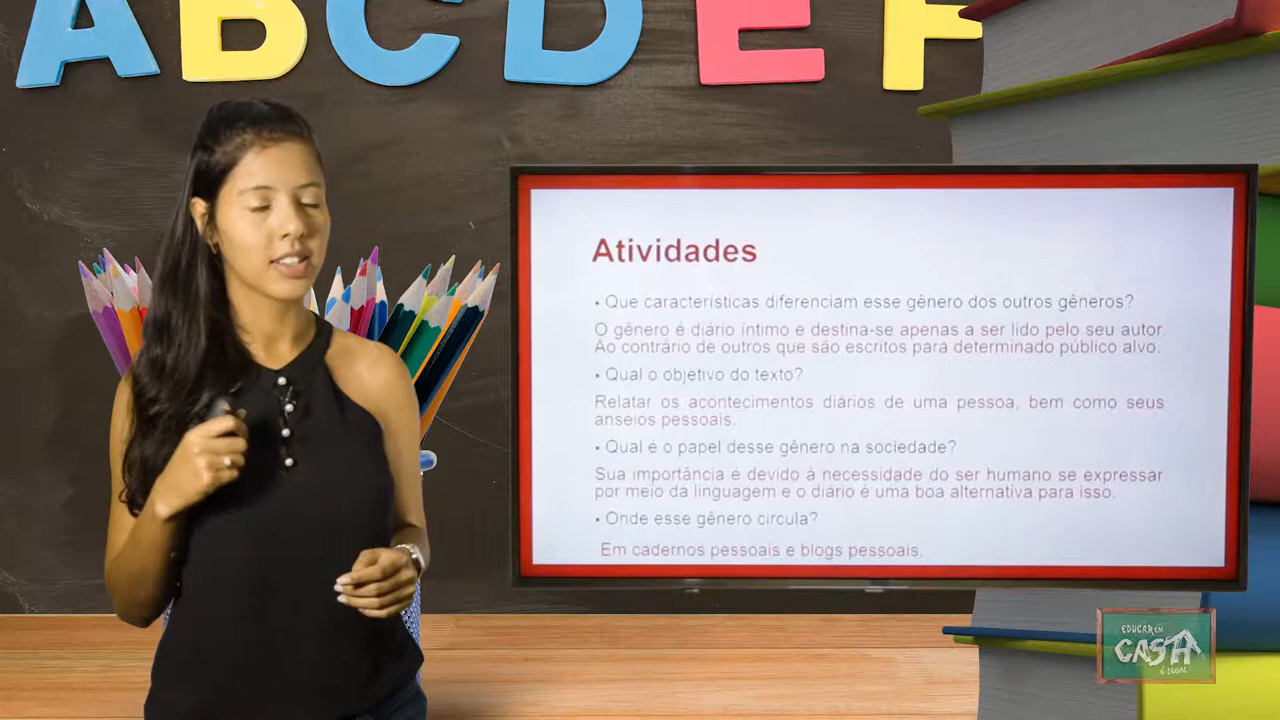 ABCDEF
Atividades
• Que características diferenciam esse gênero dos outros gêneros?
O gênero é diário íntimo e destina-se apenas a ser lido pelo seu autor.
Ao contrário de outros que são escritos para determinado público alvo.
• Qual o objetivo do texto?
Relatar os acontecimentos diários de uma pessoa, bem como seus
anseios pessoais.
• Qual é o papel desse gênero na sociedade?
Sua importância é devido à necessidade do ser humano se expressar
por meio da linguagem e o diário é uma boa alternativa para isso.
• Onde esse gênero circula?
Em cadernos pessoais e blogs pessoais.
EDUCAR EM
CASA
é LEGAL